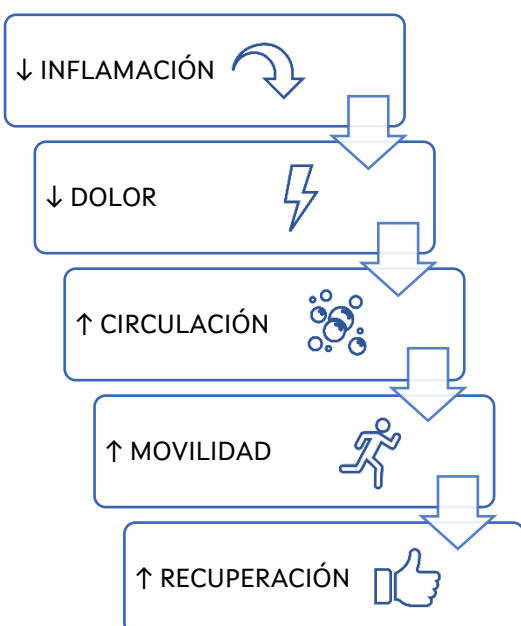 ↓ INFLAMACIÓN
↓ DOLOR
↑ CIRCULACIÓN
↑ MOVILIDAD
↑ RECUPERACIÓN